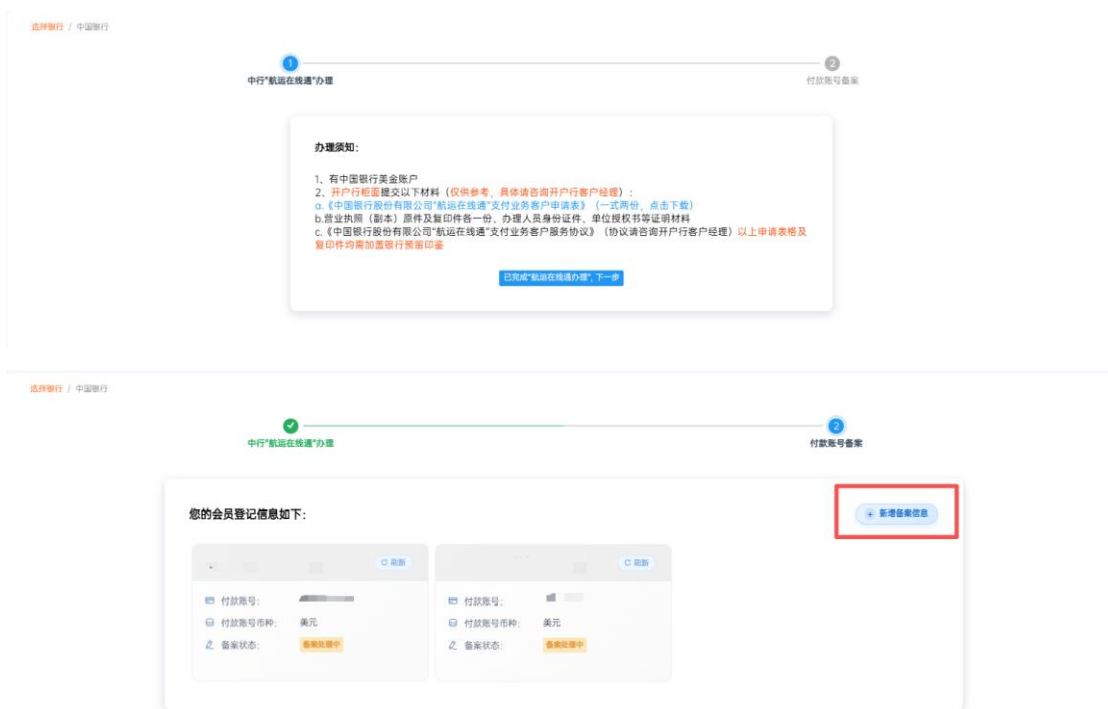 选择银行 / 中国银行
1
2
中行"航运在线通"办理
付款账号备案
办理须知：
1、有中国银行美金账户
2、开户行柜面提交以下材料（仅供参考，具体请咨询开户行客户经理）：
a.《中国银行股份有限公司"航运在线通"支付业务客户申请表》（一式两份，点击下载）
b.营业执照（副本）原件及复印件各一份、办理人员身份证件、单位授权书等证明材料
c.《中国银行股份有限公司"航运在线通"支付业务客户服务协议》（协议请咨询开户行客户经理）以上申请表格及
复印件均需加盖银行预留印鉴
已完成"航运在线通办理",下一步
选择银行 / 中国银行
2
中行"航运在线通"办理
付款账号备案
您的会员登记信息如下：
+ 新增备案信息
刷新
刷新
付款账号：
付款账号：
付款账号币种： 美元
付款账号币种： 美元
备案状态： 备案处理中
备案状态： 备案处理中